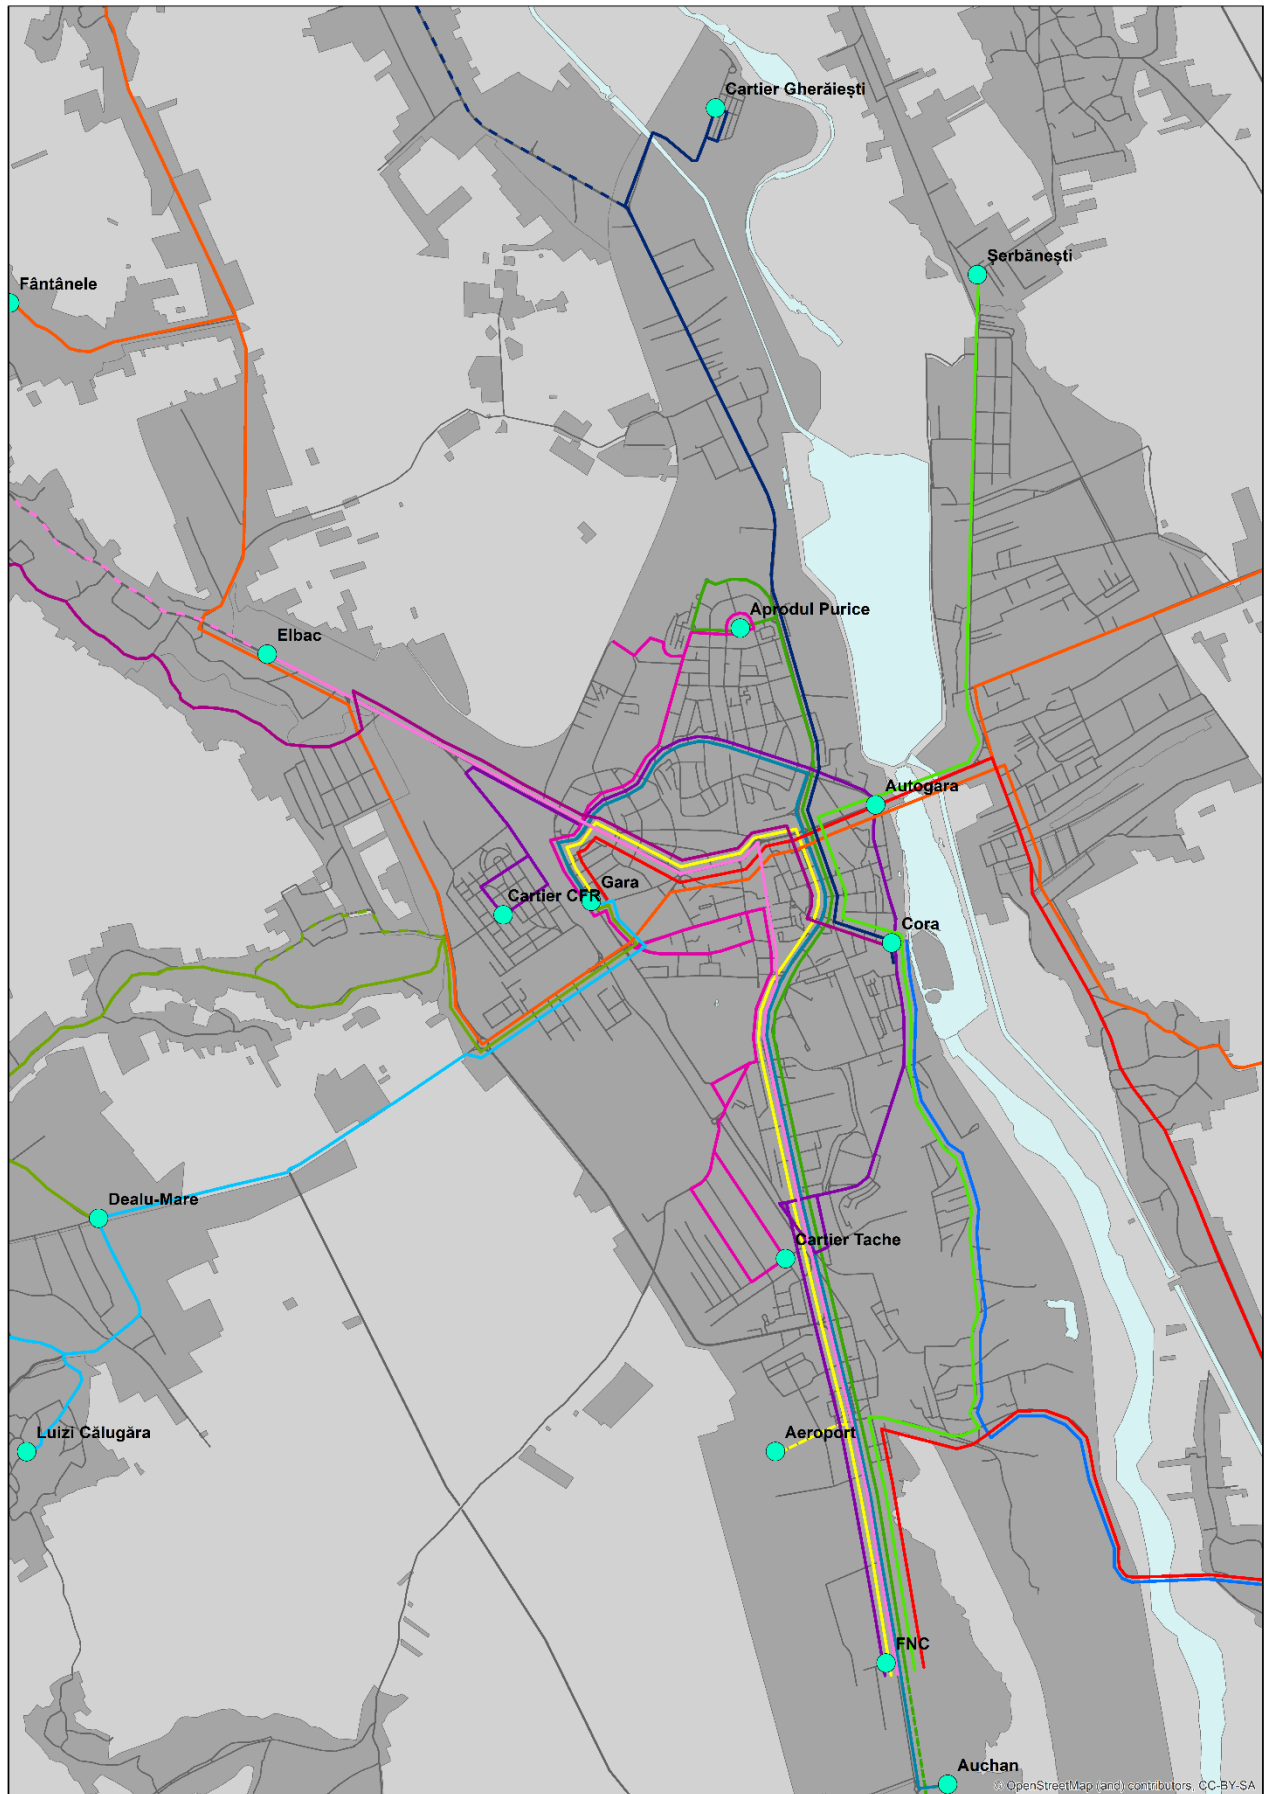 Cartier Gherăiești
Șerbănești
Fântânele
Aprodul Purice
Elbac
Autogara
Gara
Cartier CFR
Cora
Dealu-Mare
Cartier Tache
Luizi Călugăra
Aeroport
FNC
Auchan
© OpenStreetMap (and) contributors, CC-BY-SA